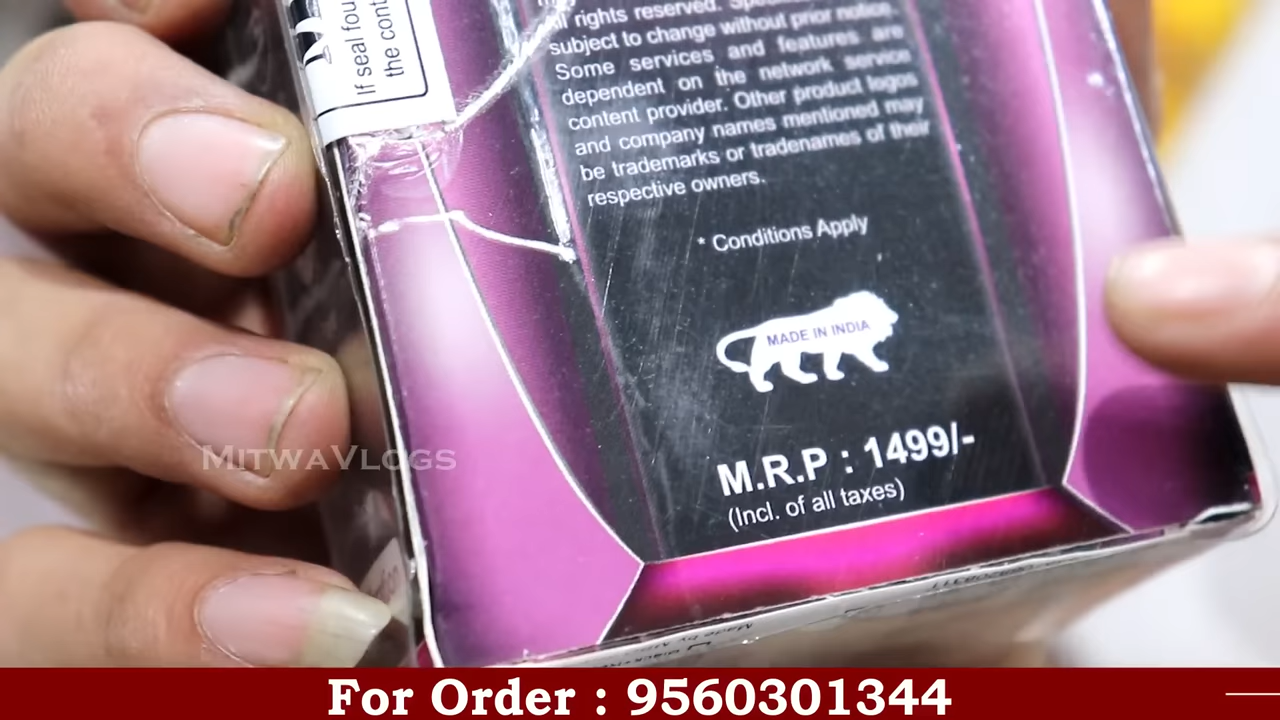 If seal fou
the cont
All rights reserved.
subject to change without prior notice.
Some services and features are
dependent on the network service
content provider. Other product logos
and company names mentioned may
be trademarks or tradenames of their
respective owners.
* Conditions Apply
MADE IN INDIA
M.R.P : 1499/-
(Incl. of all taxes)
MitwaVlogs
For Order : 9560301344